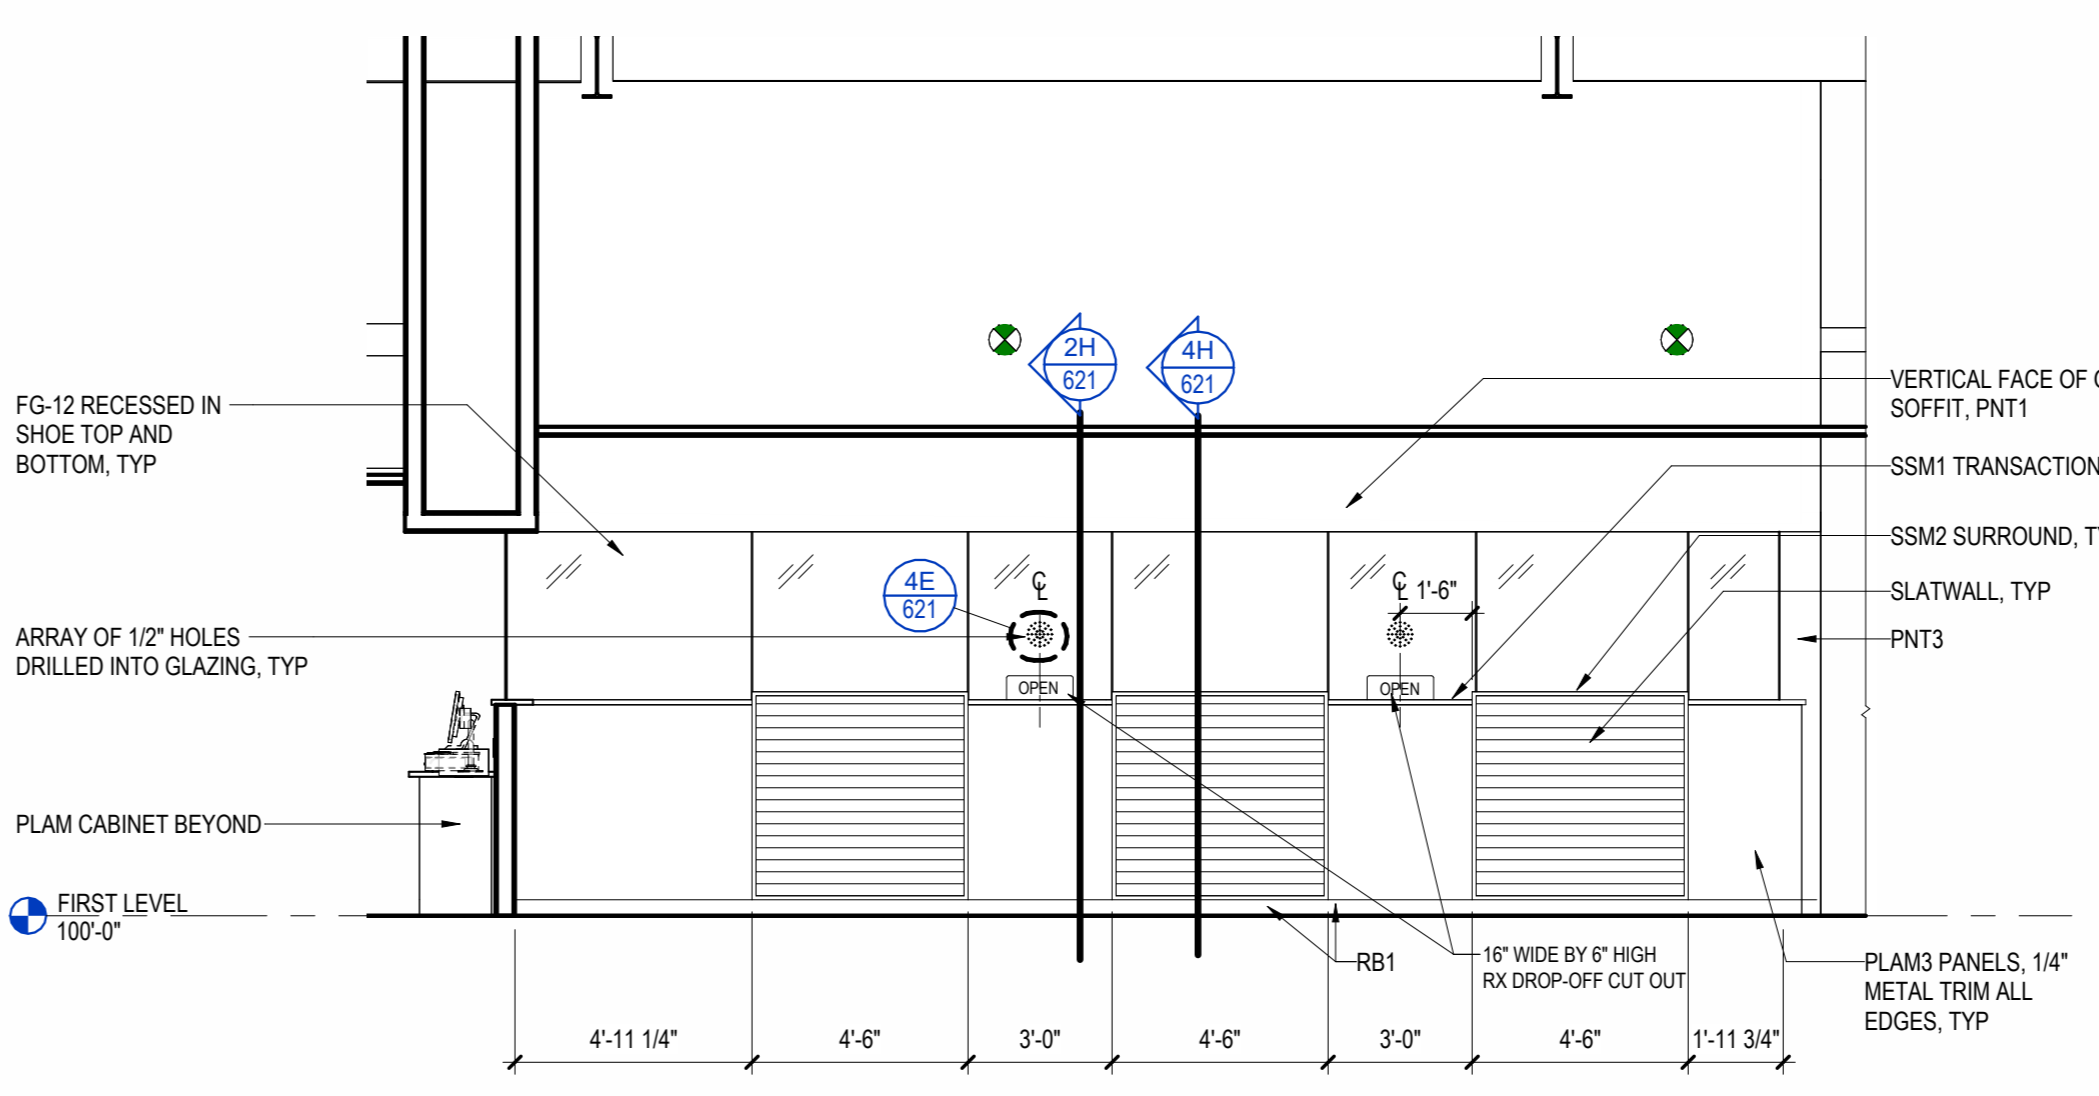 2H
621
4H
621
VERTICAL FACE OF
SOFFIT, PNT1
FG-12 RECESSED IN
SHOE TOP AND
BOTTOM, TYP
SSM1 TRANSACTION
SSM2 SURROUND,
4E
621
℄
℄ 1'-6"
SLATWALL, TYP
ARRAY OF 1/2" HOLES
DRILLED INTO GLAZING, TYP
PNT3
OPEN
OPEN
PLAM CABINET BEYOND
FIRST LEVEL
100'-0"
RB1
16" WIDE BY 6" HIGH
RX DROP-OFF CUT OUT
PLAM3 PANELS, 1/4"
METAL TRIM ALL
EDGES, TYP
4'-11 1/4"
4'-6"
3'-0"
4'-6"
3'-0"
4'-6"
1'-11 3/4"